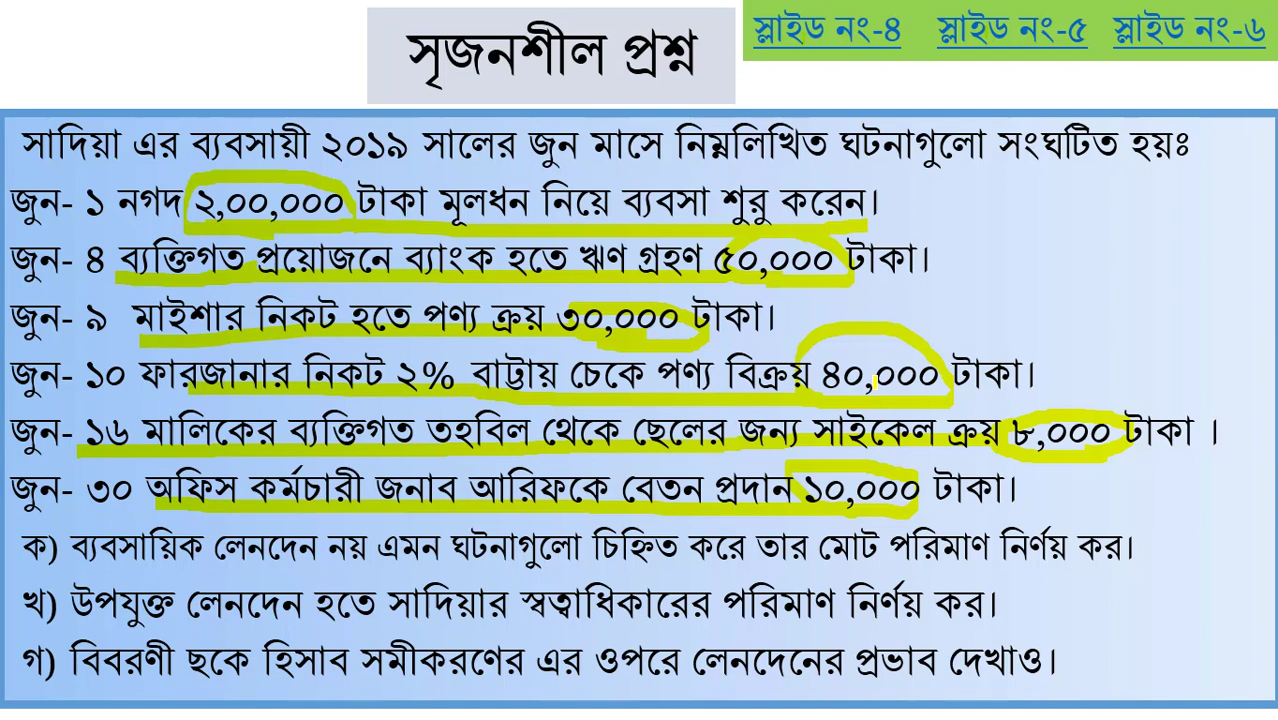 সৃজনশীল প্রশ্ন
স্লাইড নং-৪ স্লাইড নং-৫ স্লাইড নং-৬
সাদিয়া এর ব্যবসায়ী ২০১৯ সালের জুন মাসে নিম্নলিখিত ঘটনাগুলো সংঘটিত হয়ঃ
জুন- ১ নগদ ২,০০,০০০ টাকা মূলধন নিয়ে ব্যবসা শুরু করেন।
জুন- ৪ ব্যক্তিগত প্রয়োজনে ব্যাংক হতে ঋণ গ্রহণ ৫০,০০০ টাকা।
জুন- ৯ মাইশার নিকট হতে পণ্য ক্রয় ৩০,০০০ টাকা।
জুন- ১০ ফারজানার নিকট ২% বাট্টায় চেকে পণ্য বিক্রয় ৪০,০০০ টাকা।
জুন- ১৬ মালিকের ব্যক্তিগত তহবিল থেকে ছেলের জন্য সাইকেল ক্রয় ৮,০০০ টাকা ।
জুন- ৩০ অফিস কর্মচারী জনাব আরিফকে বেতন প্রদান ১০,০০০ টাকা।
ক) ব্যবসায়িক লেনদেন নয় এমন ঘটনাগুলো চিহ্নিত করে তার মোট পরিমাণ নির্ণয় কর।
খ) উপযুক্ত লেনদেন হতে সাদিয়ার স্বত্বাধিকারের পরিমাণ নির্ণয় কর।
গ) বিবরণী ছকে হিসাব সমীকরণের এর ওপরে লেনদেনের প্রভাব দেখাও।